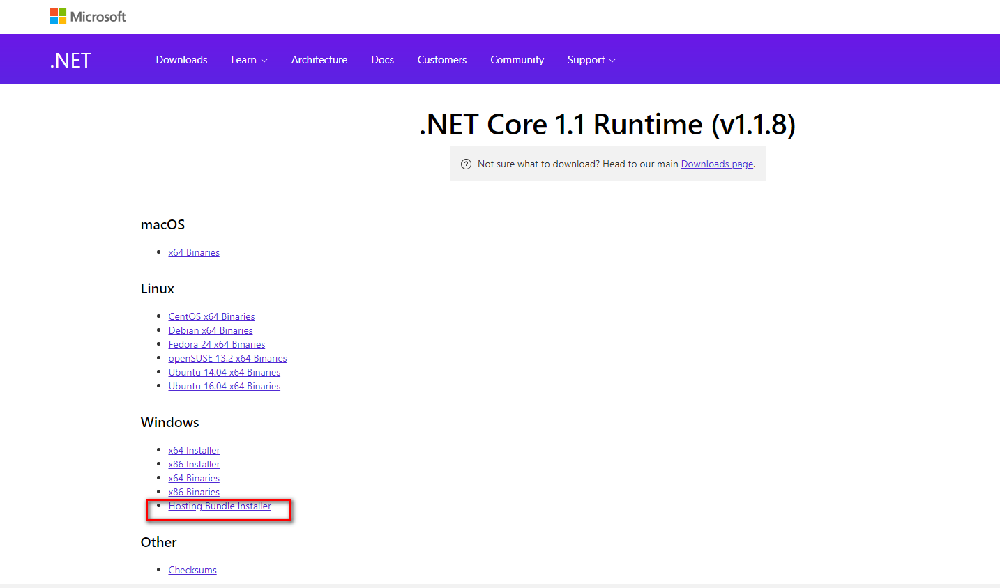 Microsoft
.NET Downloads Learn Architecture Docs Customers Community Support
.NET Core 1.1 Runtime (v1.1.8)
Not sure what to download? Head to our main Downloads page.
macOS
x64 Binaries
Linux
CentOS x64 Binaries
Debian x64 Binaries
Fedora 24 x64 Binaries
openSUSE 13.2 x64 Binaries
Ubuntu 14.04 x64 Binaries
Ubuntu 16.04 x64 Binaries
Windows
x64 Installer
x86 Installer
x64 Binaries
x86 Binaries
Hosting Bundle Installer
Other
Checksums